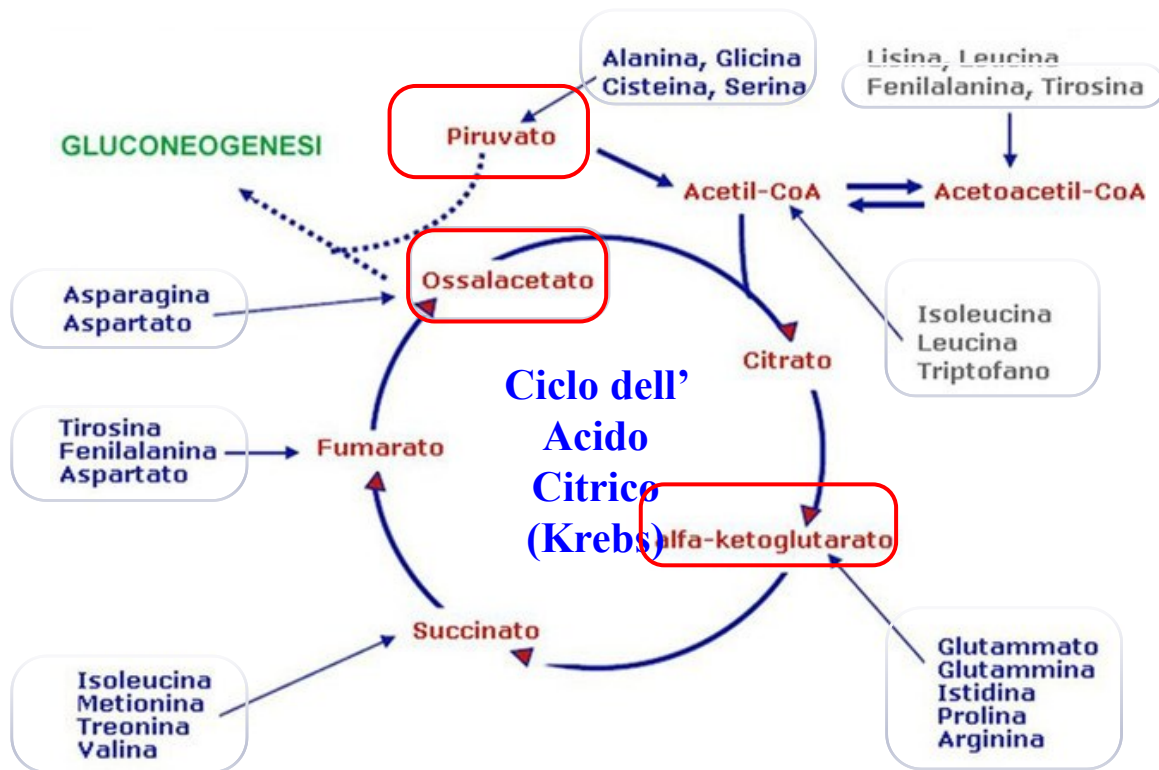 Alanina, Glicina
Cisteina, Serina
Lisina, Leucina
Fenilalanina, Tirosina
Piruvato
GLUCONEOGENESI
Acetil-CoA
Acetoacetil-CoA
Ossalacetato
Asparagina
Aspartato
Isoleucina
Leucina
Triptofano
Citrato
Ciclo dell’
Acido
Citrico
(Krebs)
Tirosina
Fenilalanina
Aspartato
Fumarato
alfa-ketoglutarato
Succinato
Isoleucina
Metionina
Treonina
Valina
Glutammato
Glutammina
Istidina
Prolina
Arginina